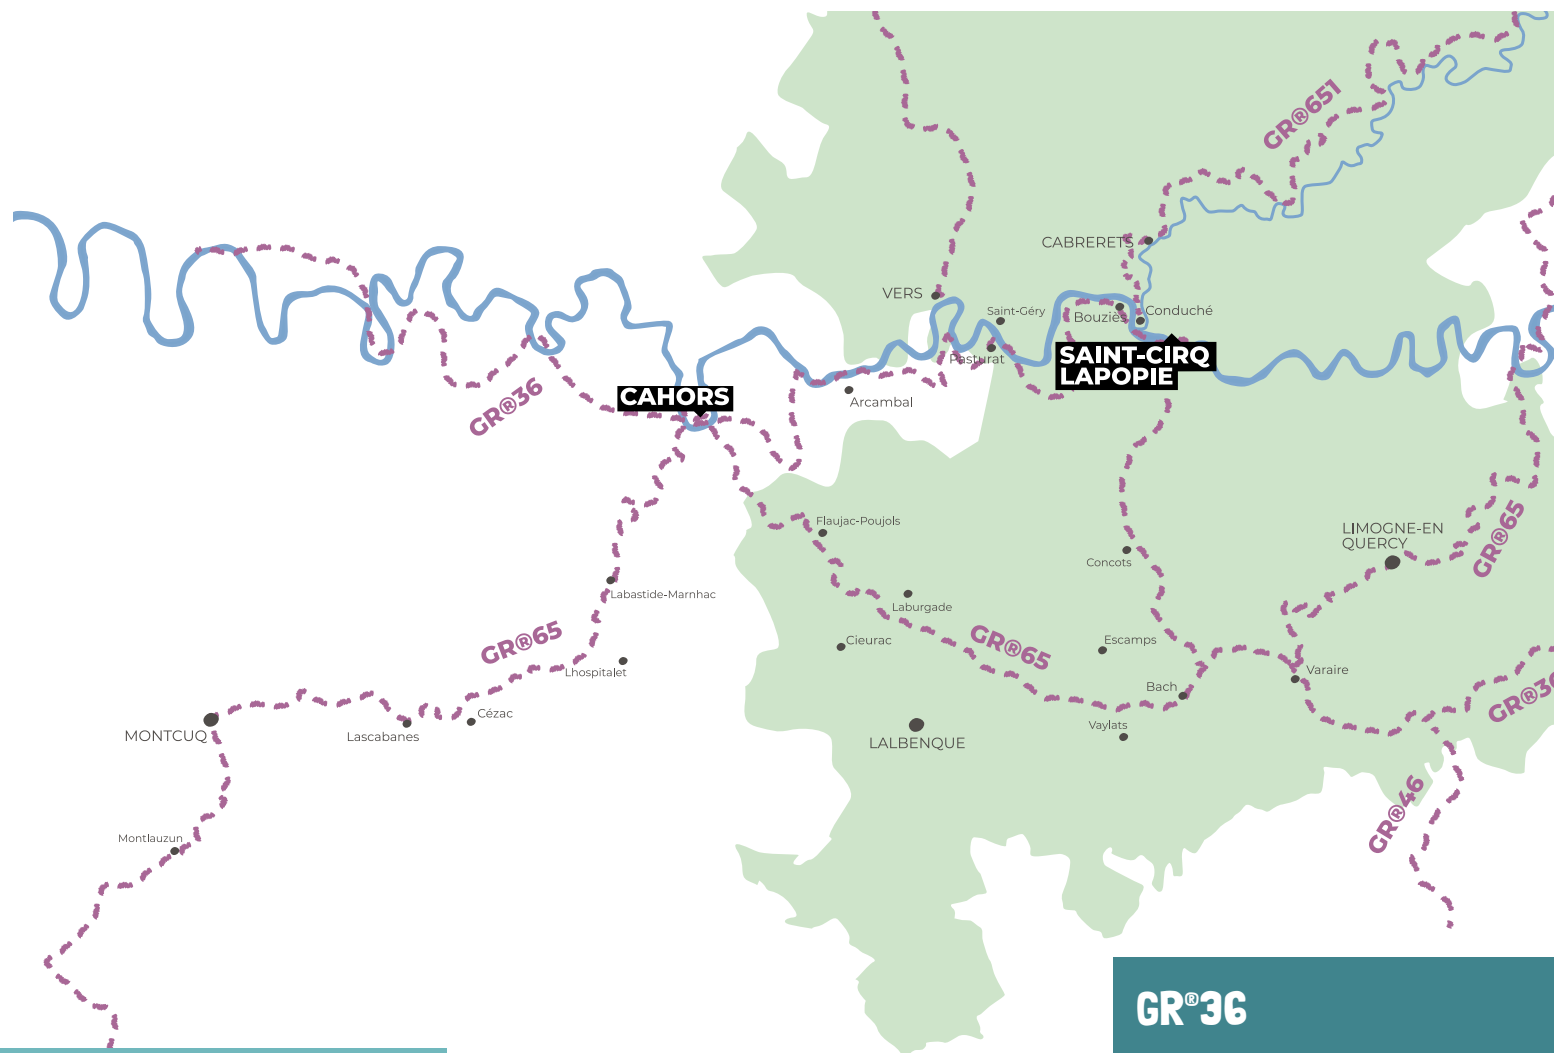 GR®651
CABRERETS
VERS
Saint-Géry
Bouziès
Conduché
Pasturat
SAINT-CIRQ
LAPOPIE
GR®36
CAHORS
Arcambal
Flaujac-Poujols
LIMOGNE-EN
QUERCY
GR®65
Concots
Labastide-Marnhac
Laburgade
GR®65
Cieurac
GR®65
Escamps
Lhospitalet
Varaire
Bach
GR®36
Cézac
MONTCUQ
Lascabanes
Vaylats
LALBENQUE
GR®46
Montlauzun
GR®36